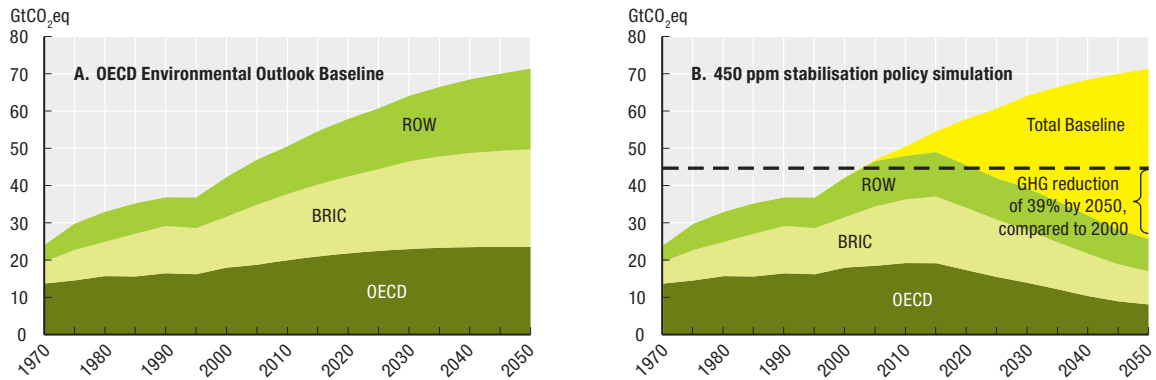 GtCO2eq
80
70
60
50
40
30
20
10
0
A. OECD Environmental Outlook Baseline
ROW
BRIC
OECD
1970
1980
1990
2000
2010
2020
2030
2040
2050
GtCO2eq
80
70
60
50
40
30
20
10
0
B. 450 ppm stabilisation policy simulation
Total Baseline
ROW
GHG reduction
of 39% by 2050,
compared to 2000
BRIC
OECD
1970
1980
1990
2000
2010
2020
2030
2040
2050